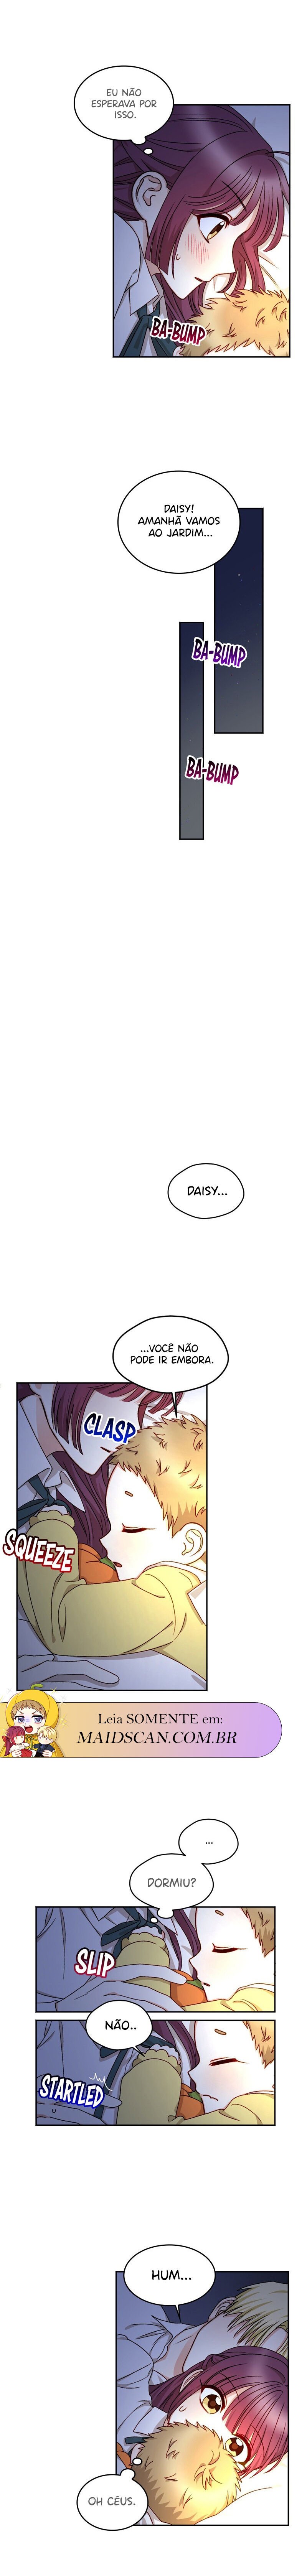 EU NÃO
ESPERAVA POR
ISSO.
BA-BUMP
DAISY!
AMANHÃ VAMOS
AO JARDIM...
BA-BUMP
BA-BUMP
DAISY...
...VOCÊ NÃO
PODE IR EMBORA.
CLASP
SQUEEZE
Leia SOMENTE em:
MAIDSCAN.COM.BR
...
DORMIU?
SLIP
NÃO..
STARTLED
HUM...
OH CÉUS.